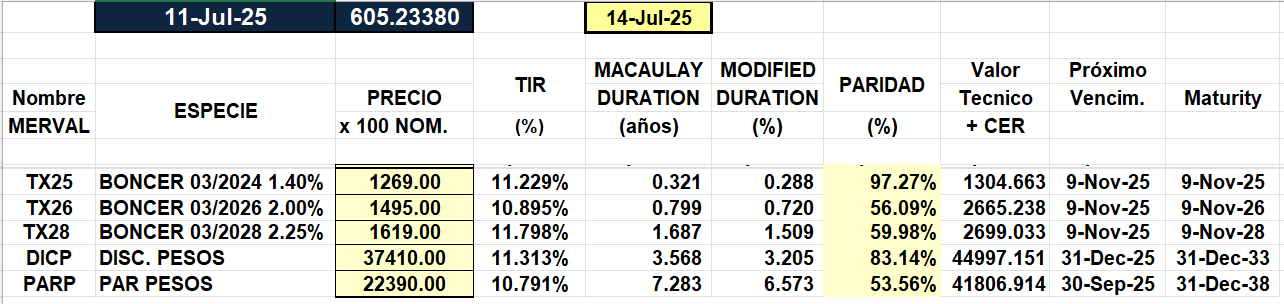 11-Jul-25 605.23380 14-Jul-25
Nombre MERVAL ESPECIE PRECIO x 100 NOM. TIR (%) MACAULAY DURATION (años) MODIFIED DURATION (%) PARIDAD (%) Valor Tecnico + CER Próximo Vencim. Maturity
TX25 BONCER 03/2024 1.40% 1269.00 11.229% 0.321 0.288 97.27% 1304.663 9-Nov-25 9-Nov-25
TX26 BONCER 03/2026 2.00% 1495.00 10.895% 0.799 0.720 56.09% 2665.238 9-Nov-25 9-Nov-26
TX28 BONCER 03/2028 2.25% 1619.00 11.798% 1.687 1.509 59.98% 2699.033 9-Nov-25 9-Nov-28
DICP DISC. PESOS 37410.00 11.313% 3.568 3.205 83.14% 44997.151 31-Dec-25 31-Dec-33
PARP PAR PESOS 22390.00 10.791% 7.283 6.573 53.56% 41806.914 30-Sep-25 31-Dec-38